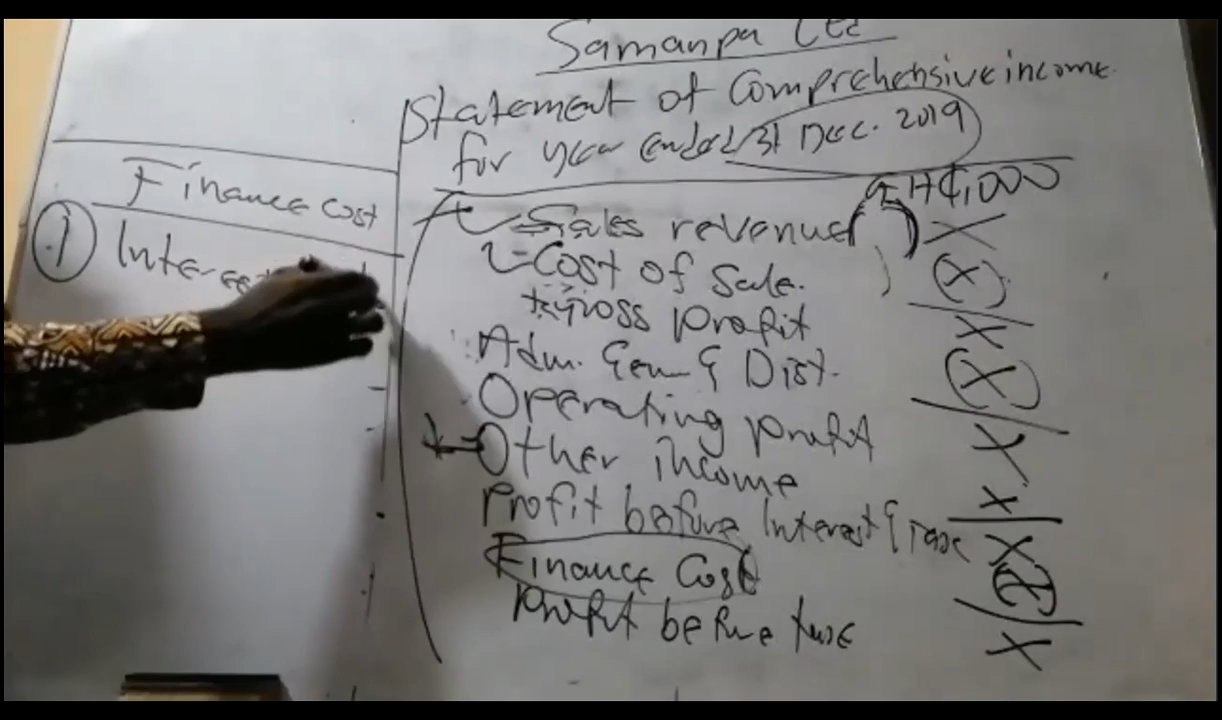 Samanpa Ltd
Statement of Comprehensive income
for year ended 31 Dec. 2019
GH¢,000
Finance cost
① Interest
Sales revenue X
Cost of Sale. (X)
Gross profit X
Adm. Gen & Dist. (X)
Operating profit X
Other income X
Profit before Interest & Tax X
Finance Cost (X)
Profit before tax X